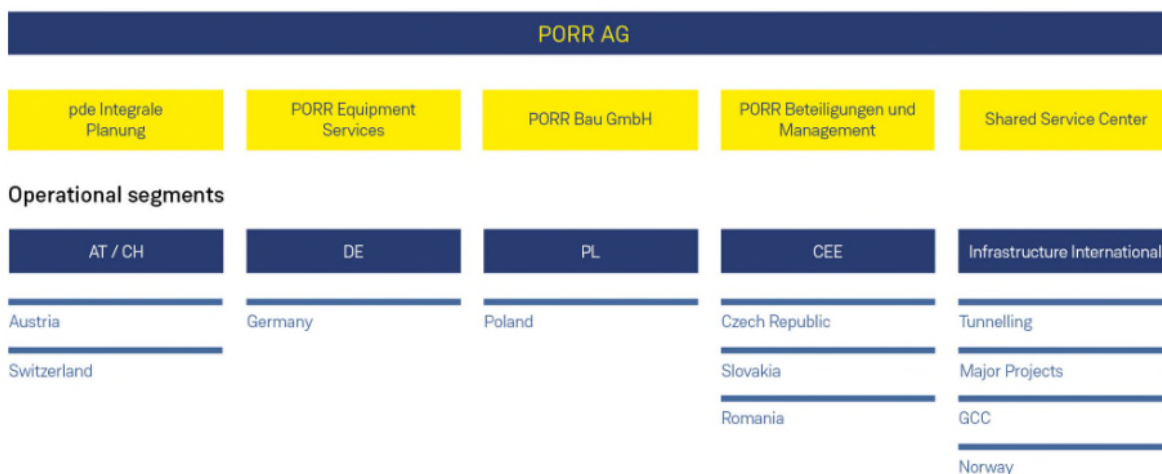 PORR AG
pde Integrale
Planung
PORR Equipment
Services
PORR Bau GmbH
PORR Beteiligungen und
Management
Shared Service Center
Operational segments
AT / CH
DE
PL
CEE
Infrastructure International
Austria
Germany
Poland
Czech Republic
Tunnelling
Switzerland
Slovakia
Major Projects
Romania
GCC
Norway